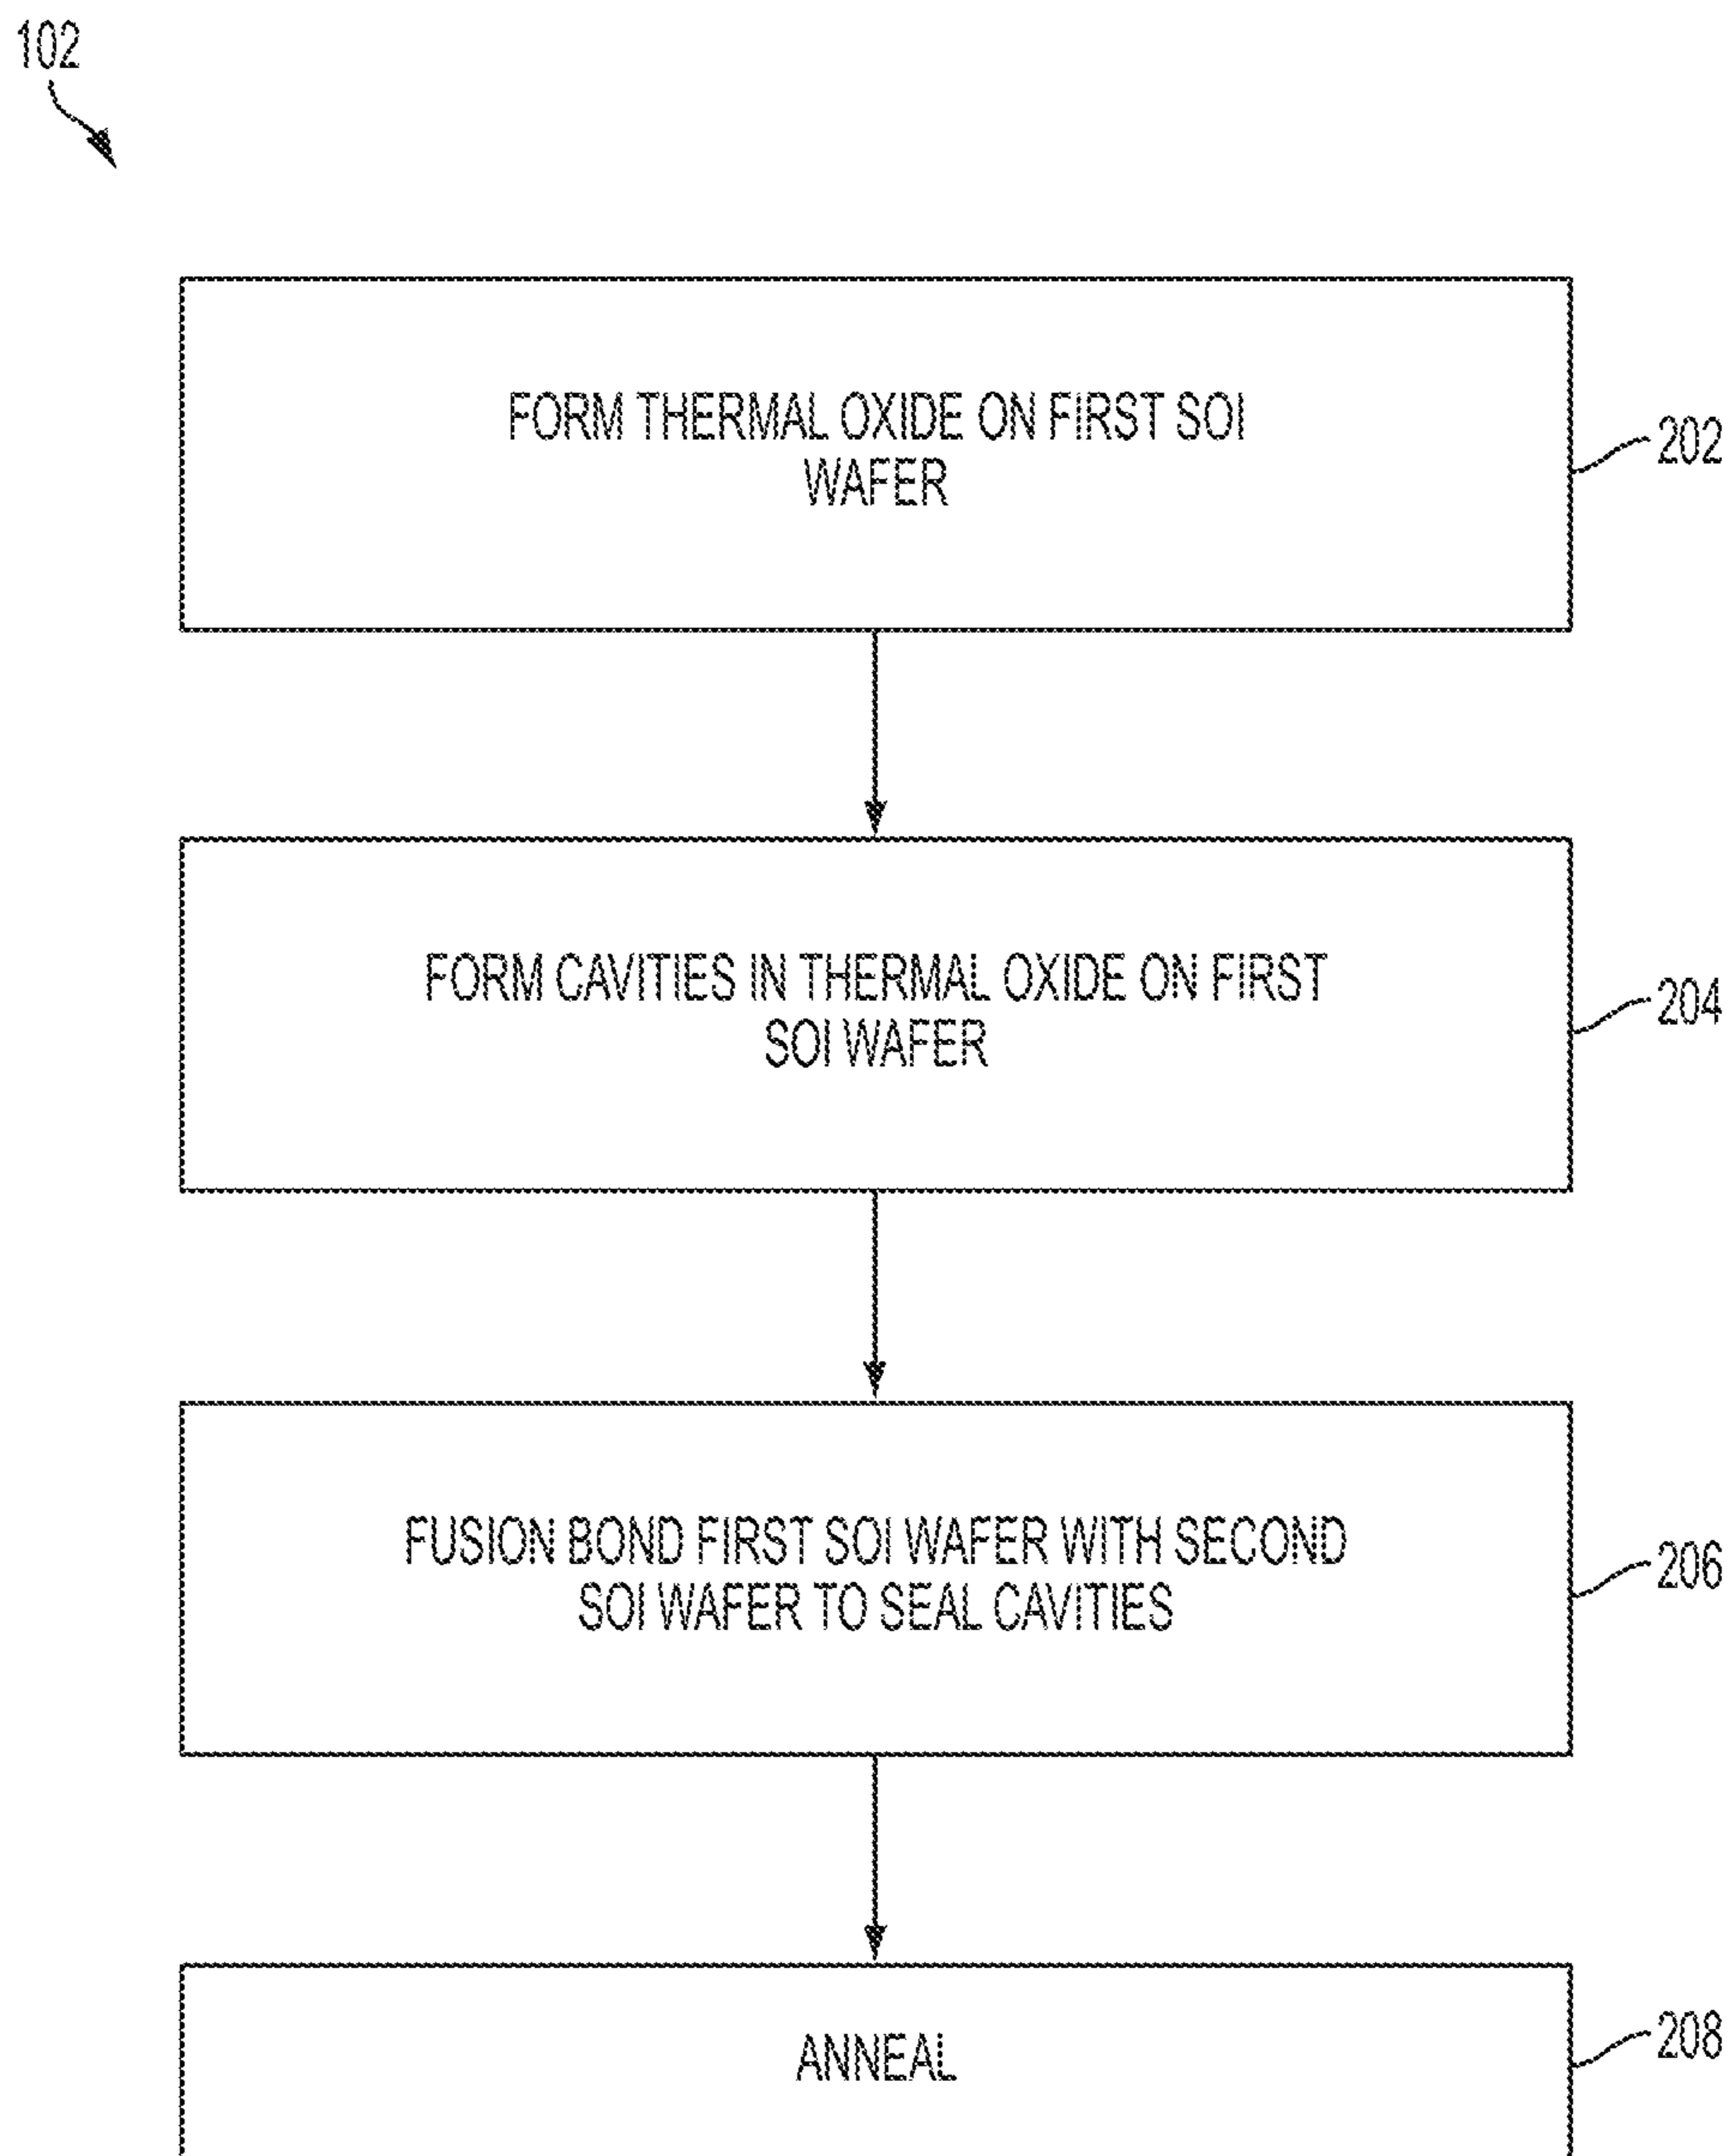 102
FORM THERMAL OXIDE ON FIRST SOI
WAFER
202
FORM CAVITIES IN THERMAL OXIDE ON FIRST
SOI WAFER
204
FUSION BOND FIRST SOI WAFER WITH SECOND
SOI WAFER TO SEAL CAVITIES
206
ANNEAL
208